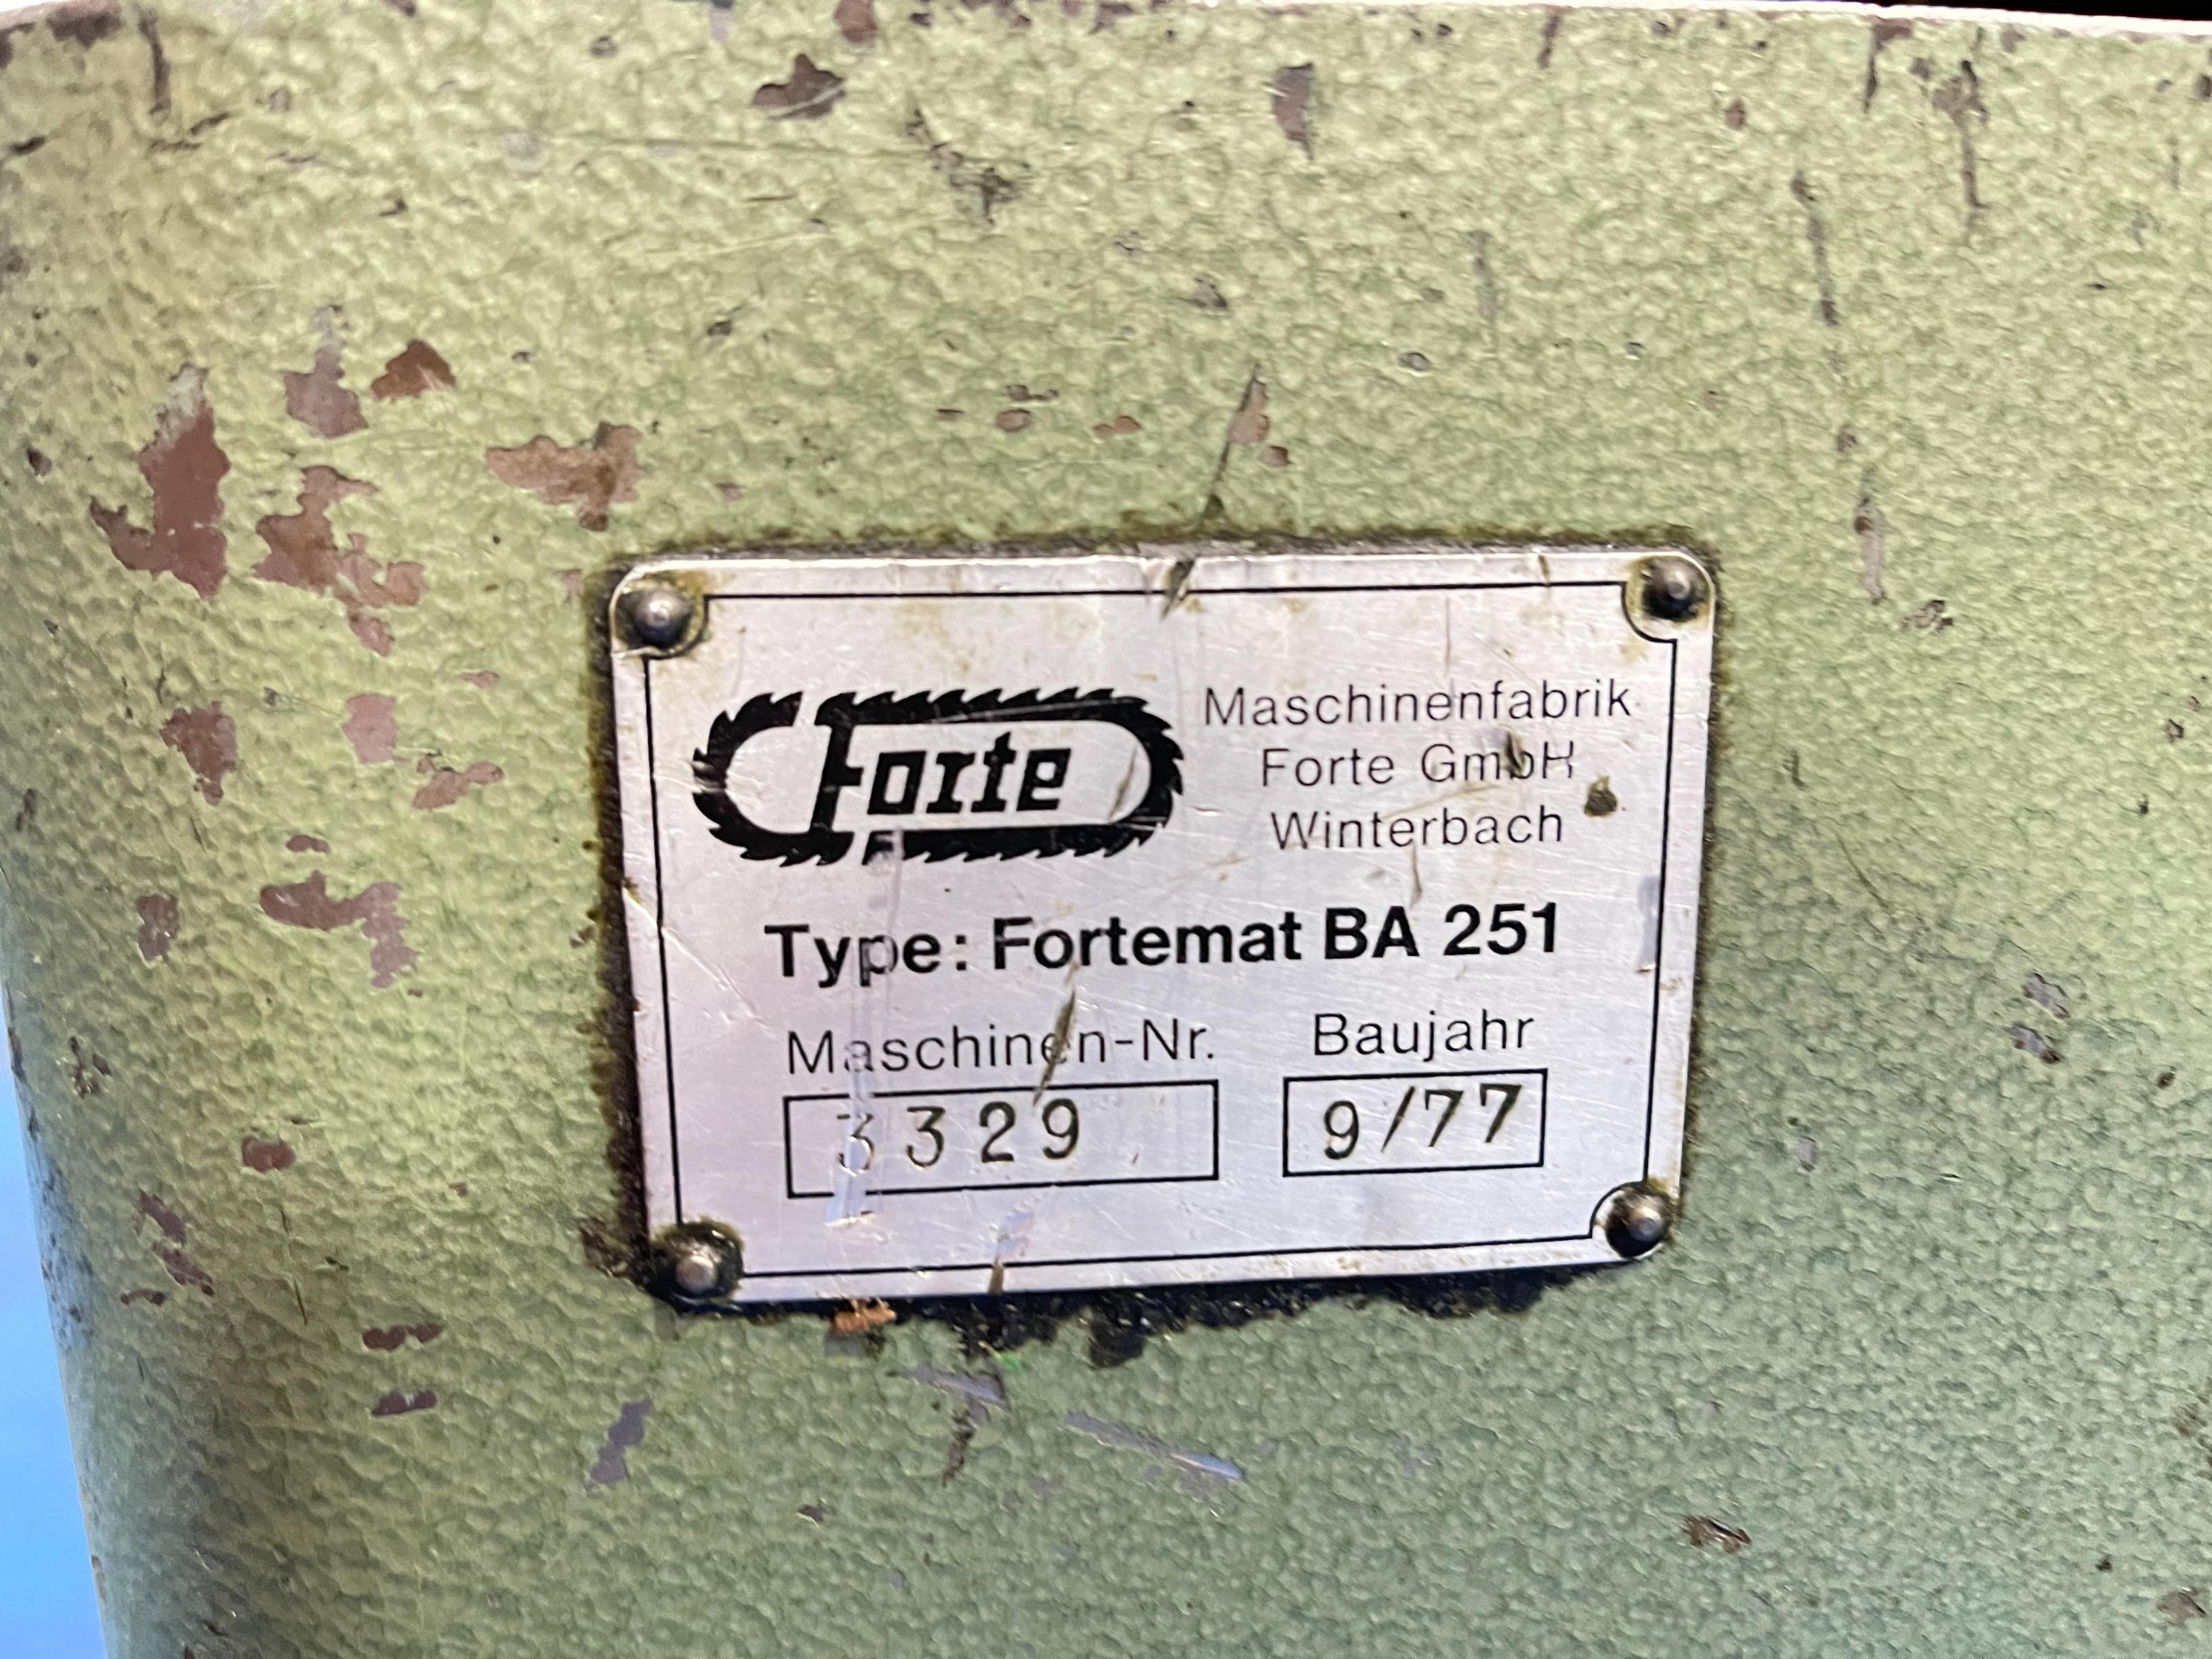 Forte
Maschinenfabrik
Forte GmbH
Winterbach
Type: Fortemat BA 251
Maschinen-Nr. Baujahr
3329 9/77